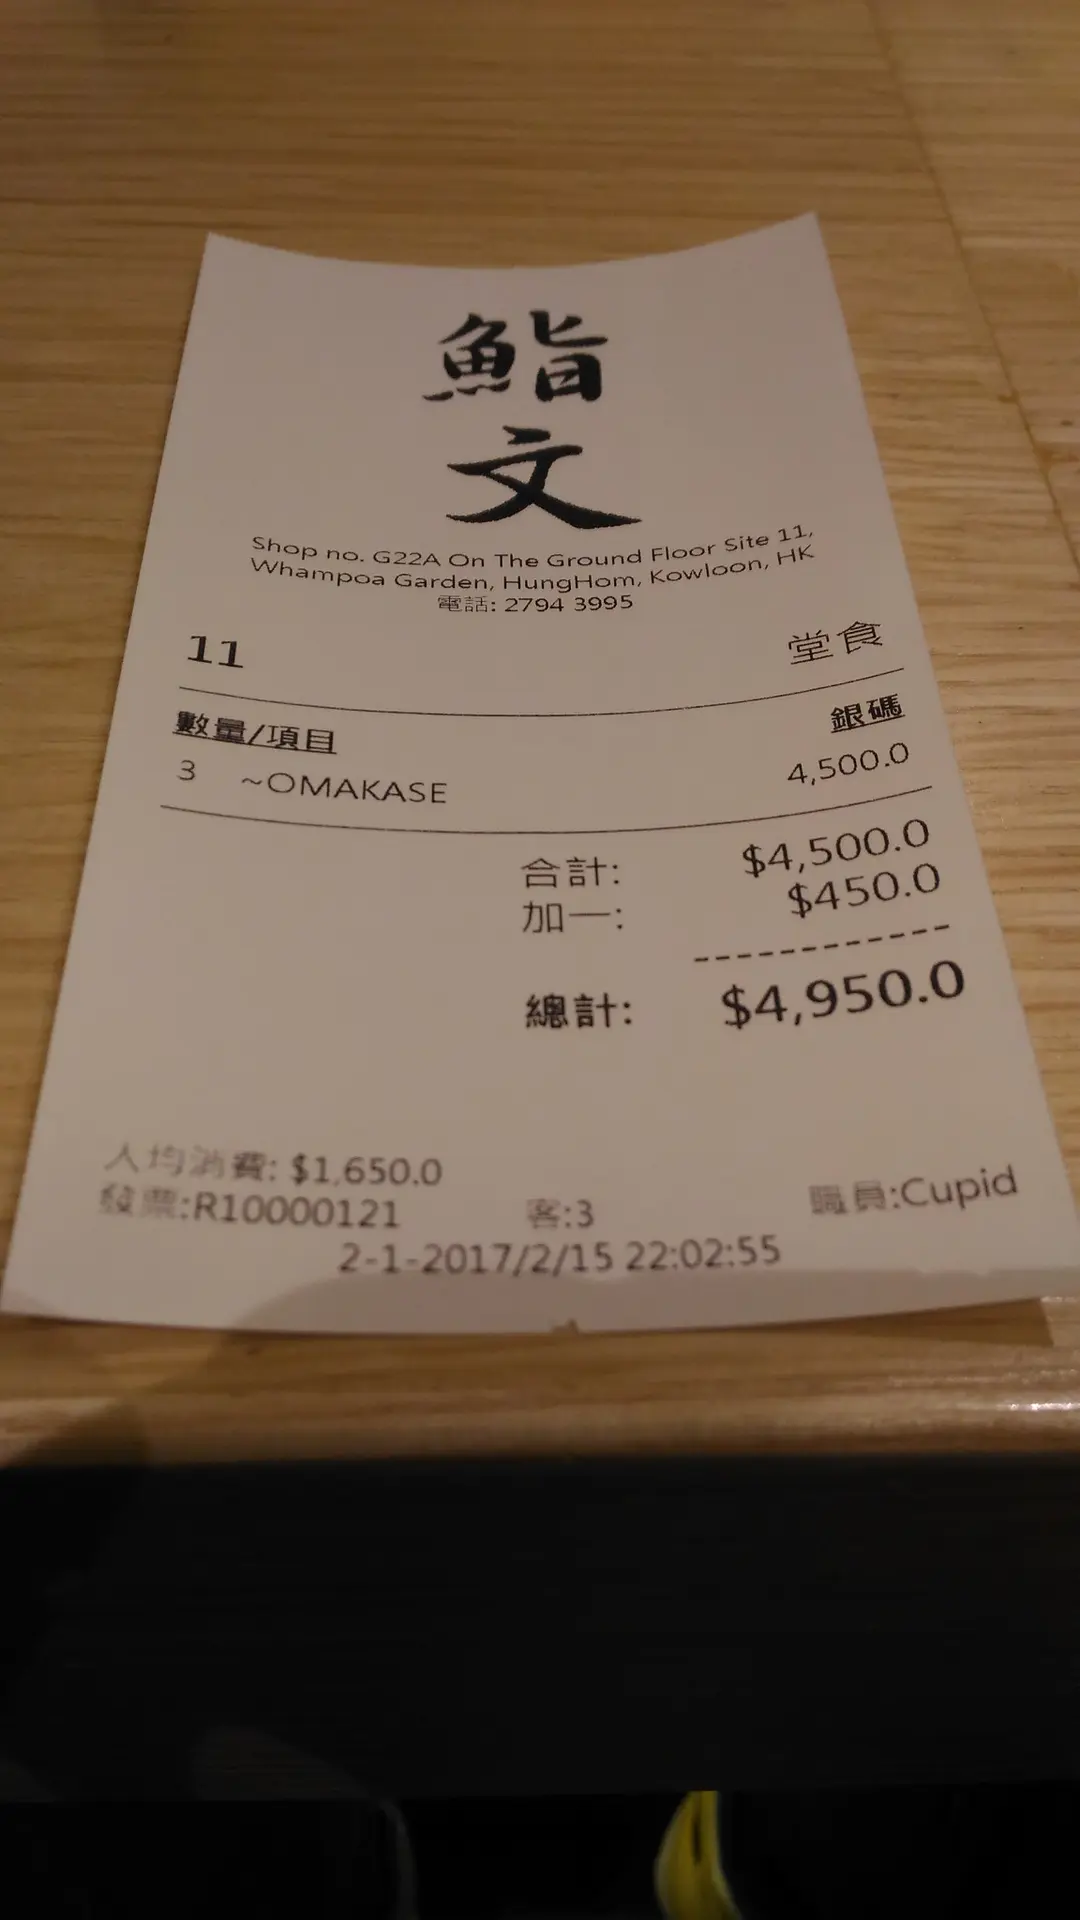 鮨
文
Shop no. G22A On The Ground Floor Site 11,
Whampoa Garden, HungHom, Kowloon, HK
電話: 2794 3995
11 堂食
數量/項目 銀碼
3 ~OMAKASE 4,500.0
合計: $4,500.0
加一: $450.0
------------
總計: $4,950.0
人均消費: $1,650.0
發票:R10000121 客:3 職員:Cupid
2-1-2017/2/15 22:02:55